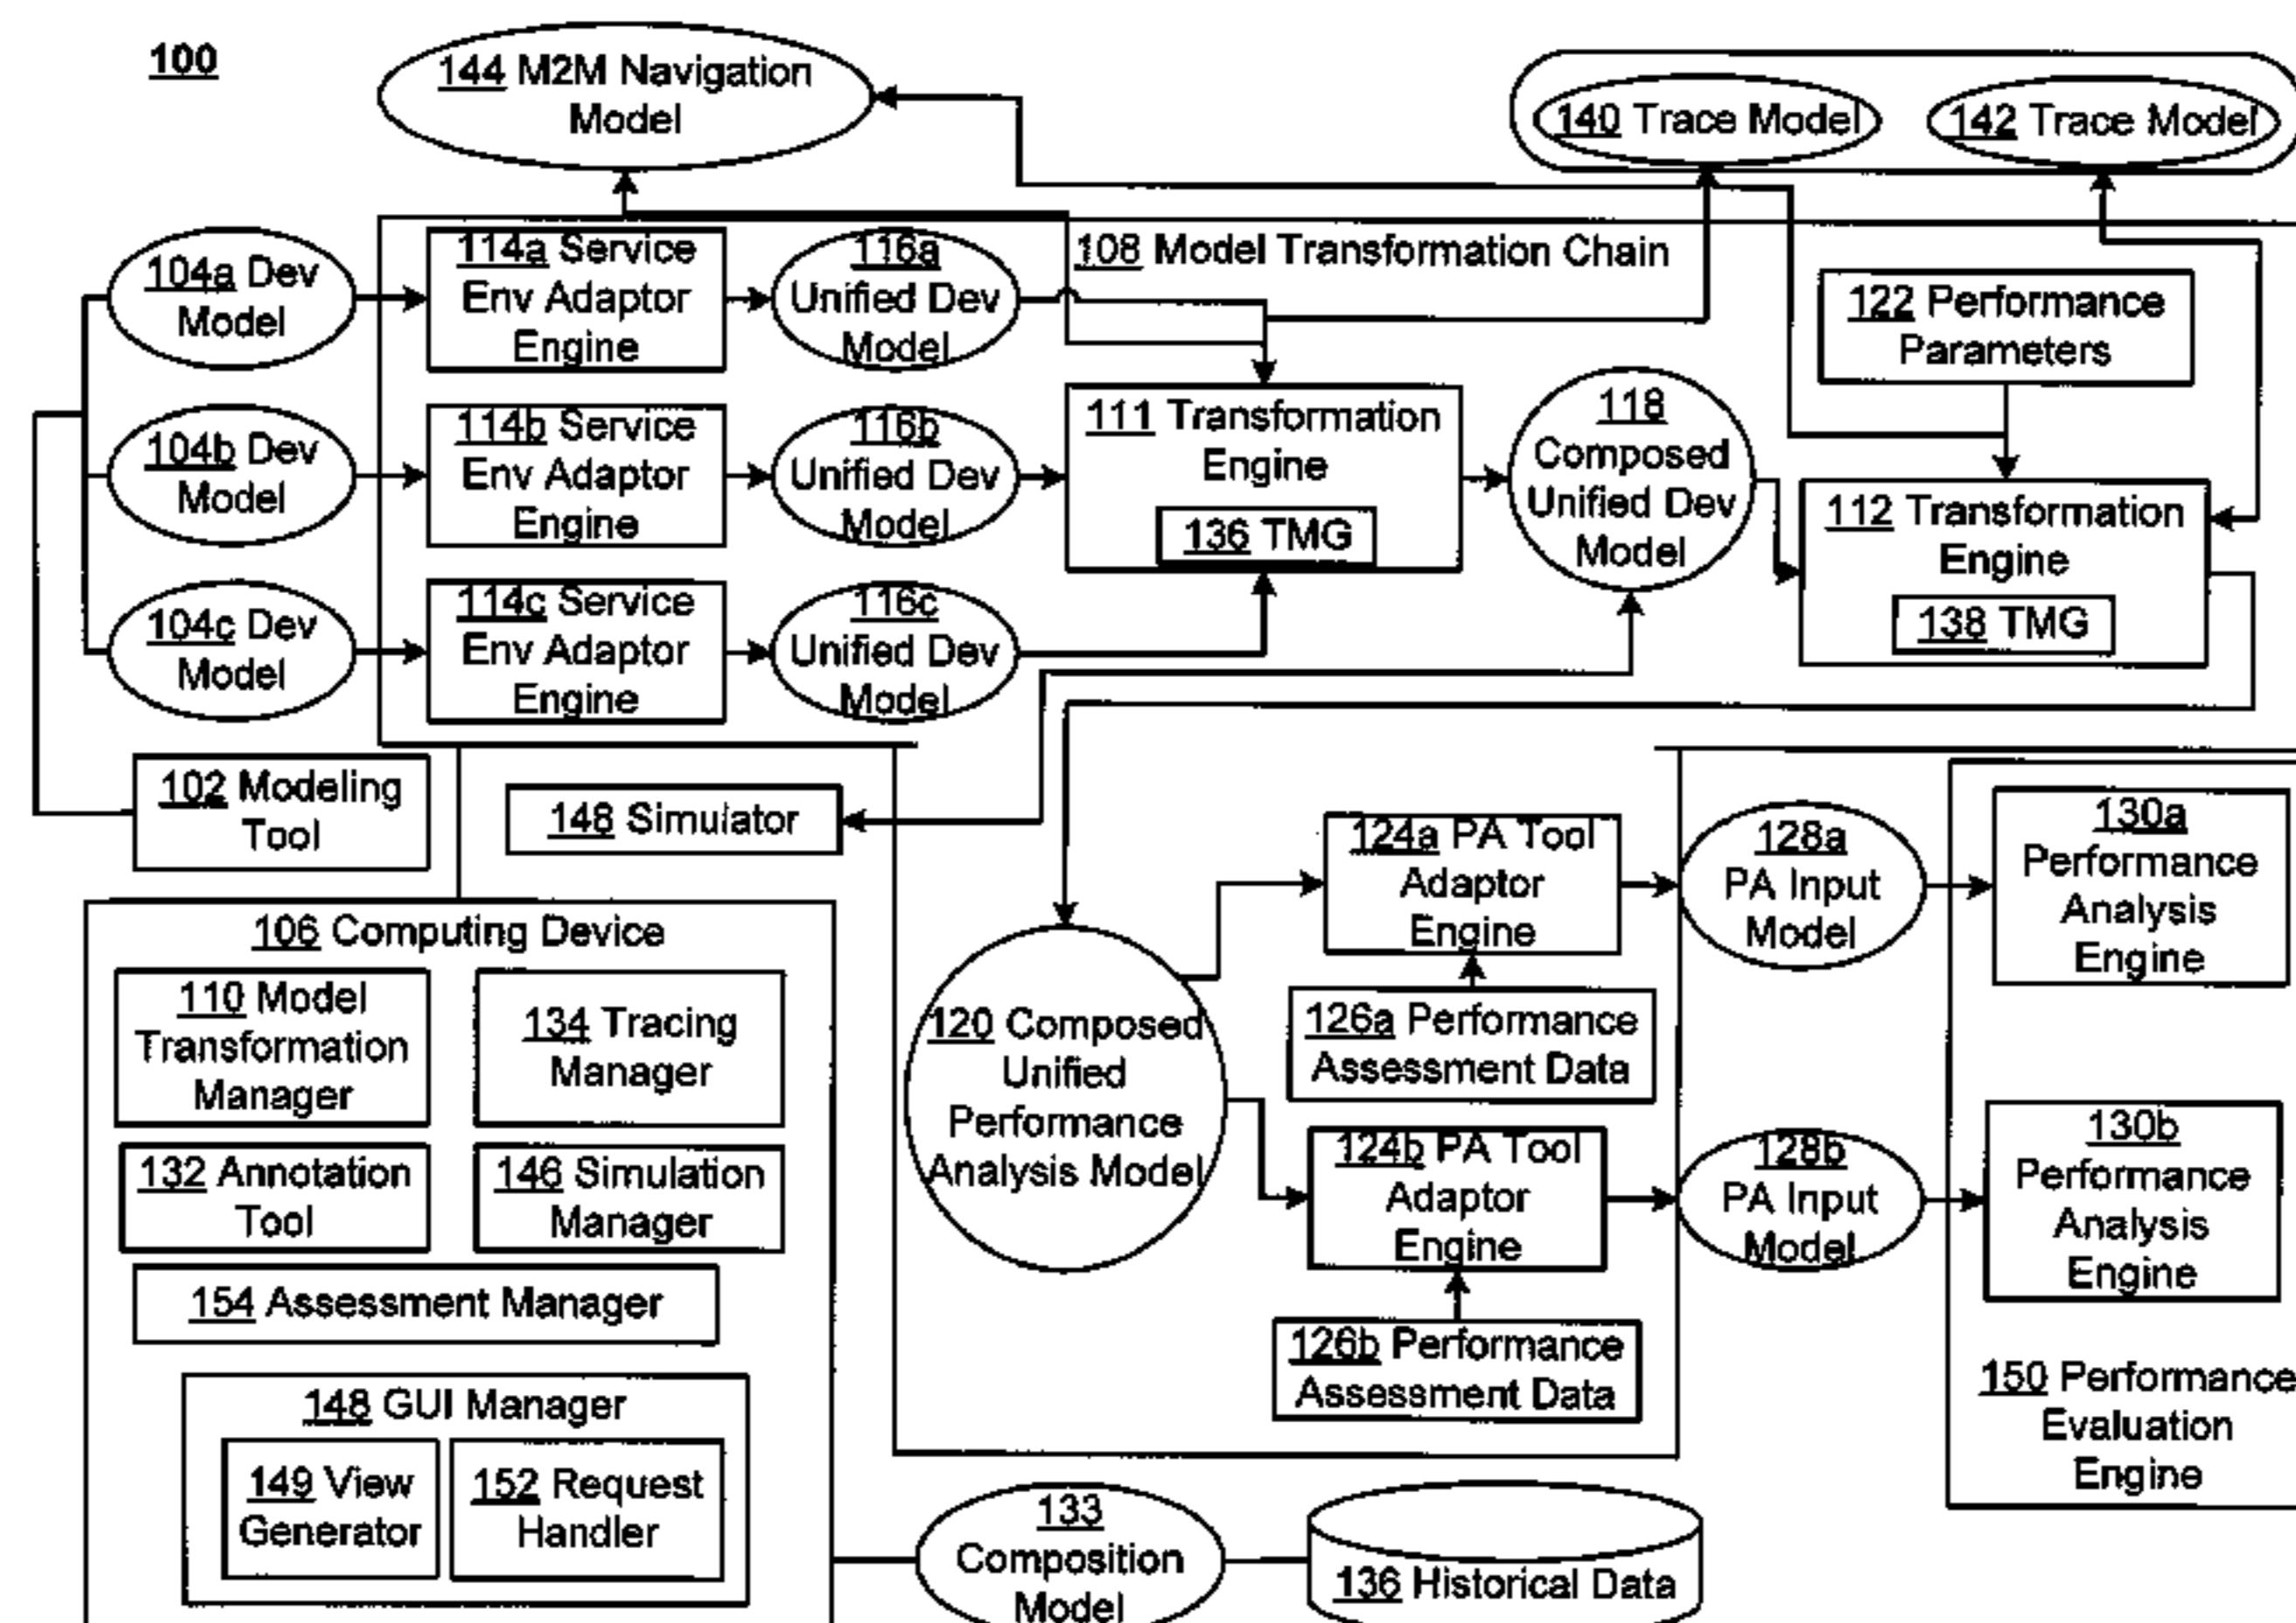 100
144 M2M Navigation
Model
140 Trace Model
142 Trace Model
108 Model Transformation Chain
104a Dev
Model
114a Service
Env Adaptor
Engine
116a
Unified Dev
Model
122 Performance
Parameters
104b Dev
Model
114b Service
Env Adaptor
Engine
116b
Unified Dev
Model
111 Transformation
Engine
136 TMG
118
Composed
Unified Dev
Model
112 Transformation
Engine
138 TMG
104c Dev
Model
114c Service
Env Adaptor
Engine
116c
Unified Dev
Model
102 Modeling
Tool
148 Simulator
124a PA Tool
Adaptor
Engine
128a
PA Input
Model
130a
Performance
Analysis
Engine
106 Computing Device
110 Model
Transformation
Manager
134 Tracing
Manager
120 Composed
Unified
Performance
Analysis Model
126a Performance
Assessment Data
132 Annotation
Tool
146 Simulation
Manager
124b PA Tool
Adaptor
Engine
128b
PA Input
Model
130b
Performance
Analysis
Engine
154 Assessment Manager
126b Performance
Assessment Data
150 Performance
Evaluation
Engine
148 GUI Manager
149 View
Generator
152 Request
Handler
133
Composition
Model
136 Historical Data